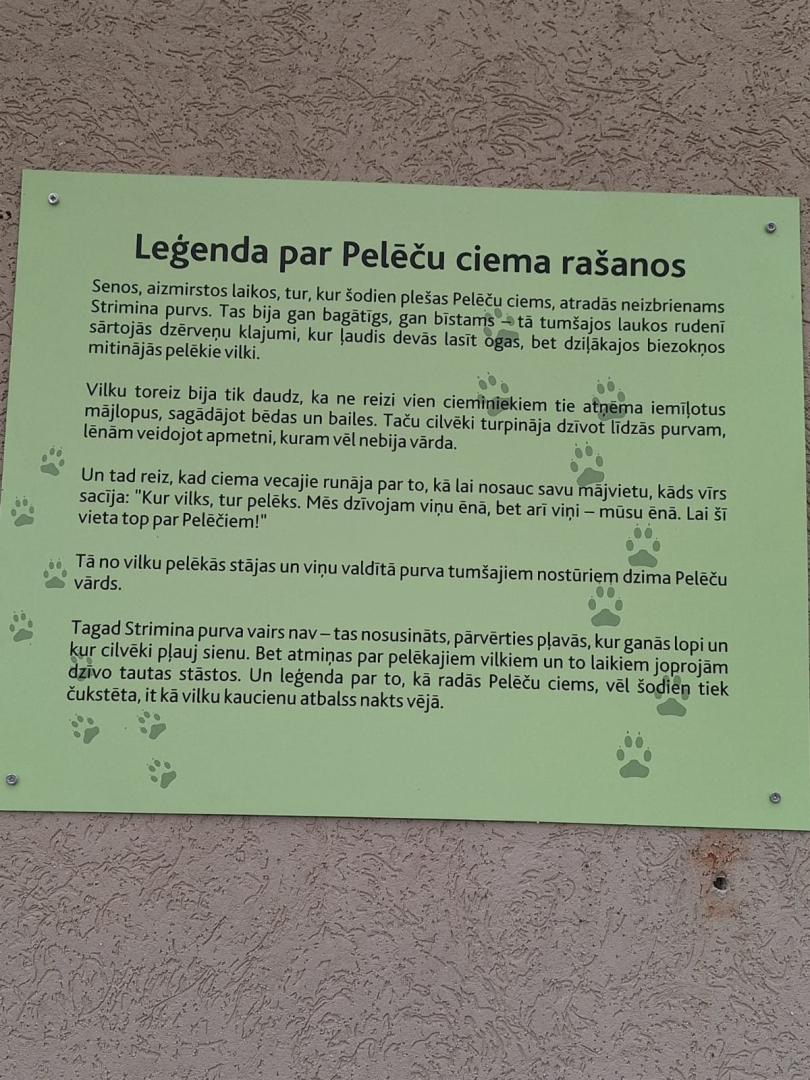 Leģenda par Pelēču ciema rašanos
Senos, aizmirstos laikos, tur, kur šodien plešas Pelēču ciems, atradās neizbrienams
Strimina purvs. Tas bija gan bagātīgs, gan bīstams – tā tumšajos laukos rudenī
sārtojās dzērveņu klajumi, kur ļaudis devās lasīt ogas, bet dziļākajos biezokņos
mitinājās pelēkie vilki.
Vilku toreiz bija tik daudz, ka ne reizi vien cieminiekiem tie atņēma iemīļotus
mājlopus, sagādājot bēdas un bailes. Taču cilvēki turpināja dzīvot līdzās purvam,
lēnām veidojot apmetni, kuram vēl nebija vārda.
Un tad reiz, kad ciema vecajie runāja par to, kā lai nosauc savu mājvietu, kāds vīrs
sacīja: "Kur vilks, tur pelēks. Mēs dzīvojam viņu ēnā, bet arī viņi – mūsu ēnā. Lai šī
vieta top par Pelēčiem!"
Tā no vilku pelēkās stājas un viņu valdītā purva tumšajiem nostūriem dzima Pelēču
vārds.
Tagad Strimina purva vairs nav – tas nosusināts, pārvērties pļavās, kur ganās lopi un
kur cilvēki pļauj sienu. Bet atmiņas par pelēkajiem vilkiem un to laikiem joprojām
dzīvo tautas stāstos. Un leģenda par to, kā radās Pelēču ciems, vēl šodien tiek
čukstēta, it kā vilku kaucienu atbalss nakts vējā.